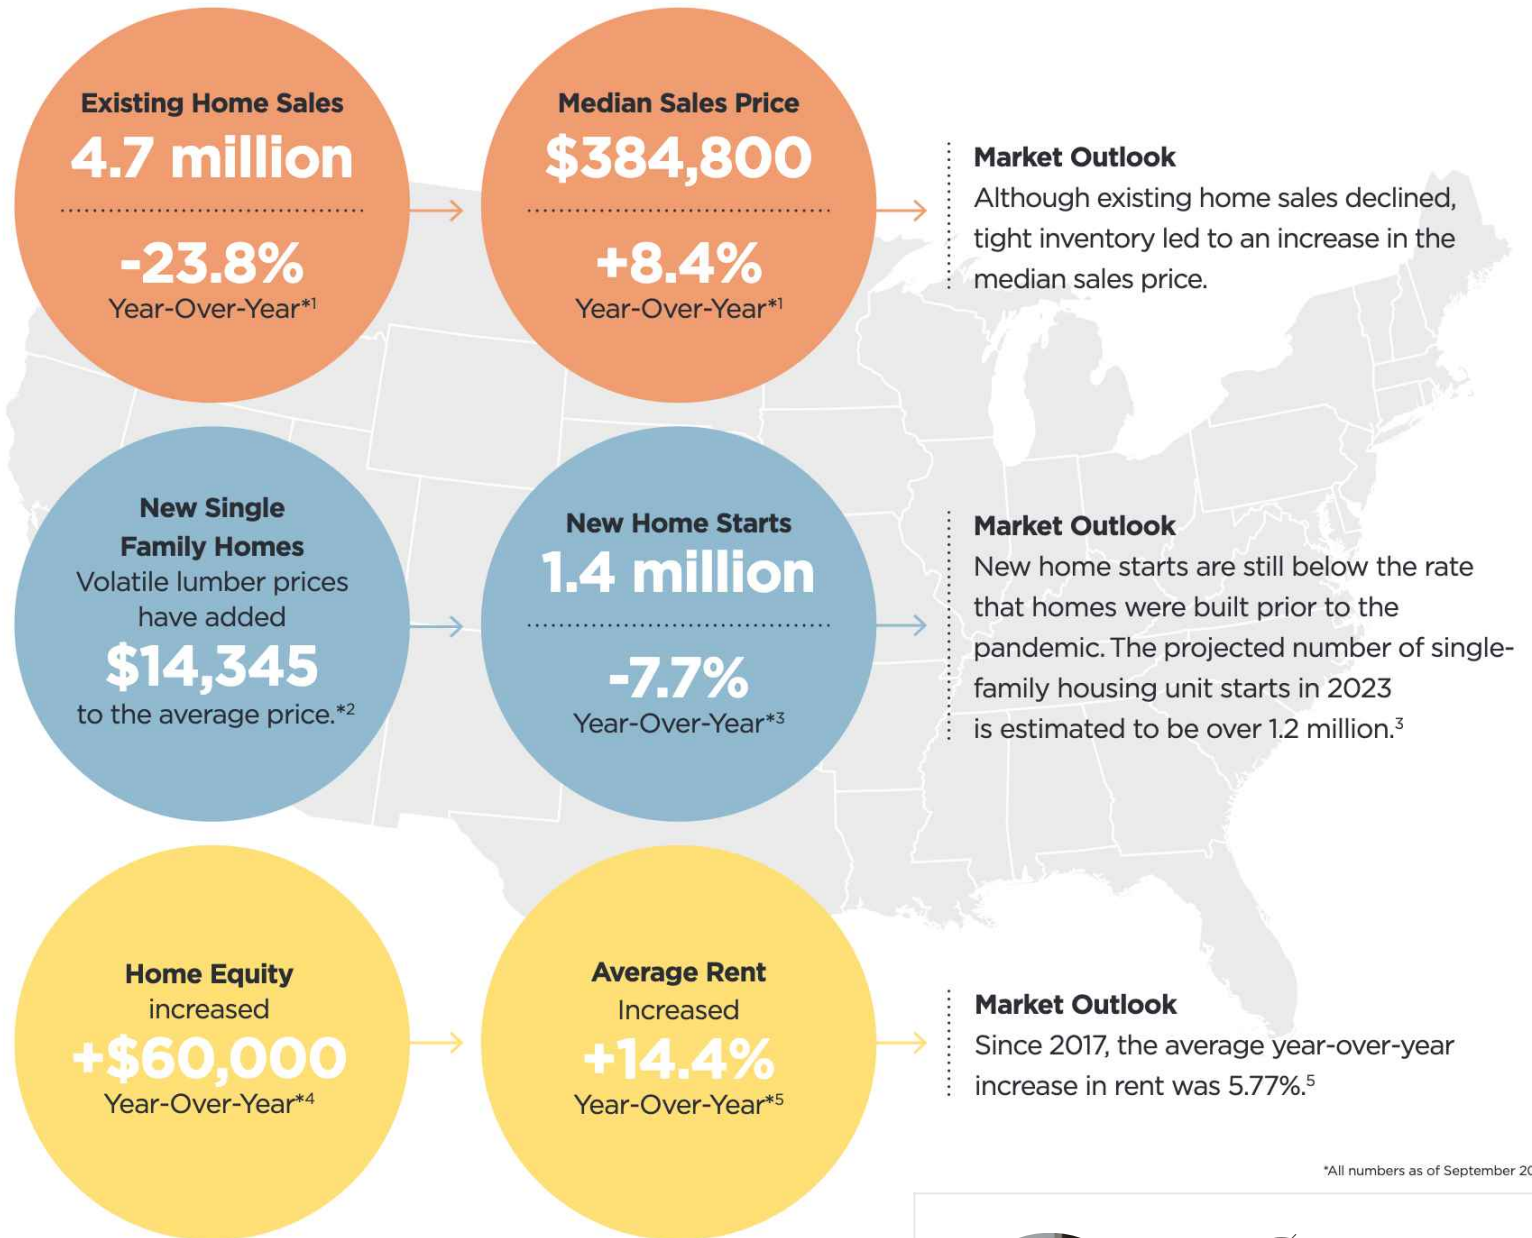 Existing Home Sales
4.7 million
-23.8%
Year-Over-Year*1
Median Sales Price
$384,800
+8.4%
Year-Over-Year*1
Market Outlook
Although existing home sales declined,
tight inventory led to an increase in the
median sales price.
New Single
Family Homes
Volatile lumber prices
have added
$14,345
to the average price.*2
New Home Starts
1.4 million
-7.7%
Year-Over-Year*3
Market Outlook
New home starts are still below the rate
that homes were built prior to the
pandemic. The projected number of single-
family housing unit starts in 2023
is estimated to be over 1.2 million.3
Home Equity
increased
+$60,000
Year-Over-Year*4
Average Rent
Increased
+14.4%
Year-Over-Year*5
Market Outlook
Since 2017, the average year-over-year
increase in rent was 5.77%.5
*All numbers as of September